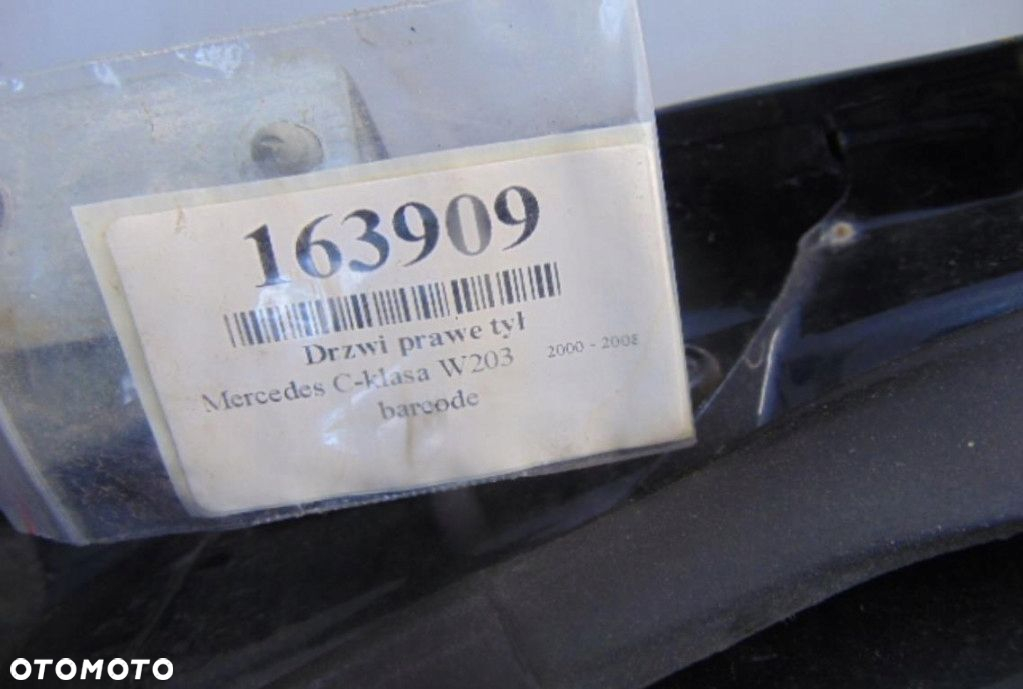 163909
Drzwi prawe tył
Mercedes C-klasa W203 2000 - 2008
barcode
OTOMOTO